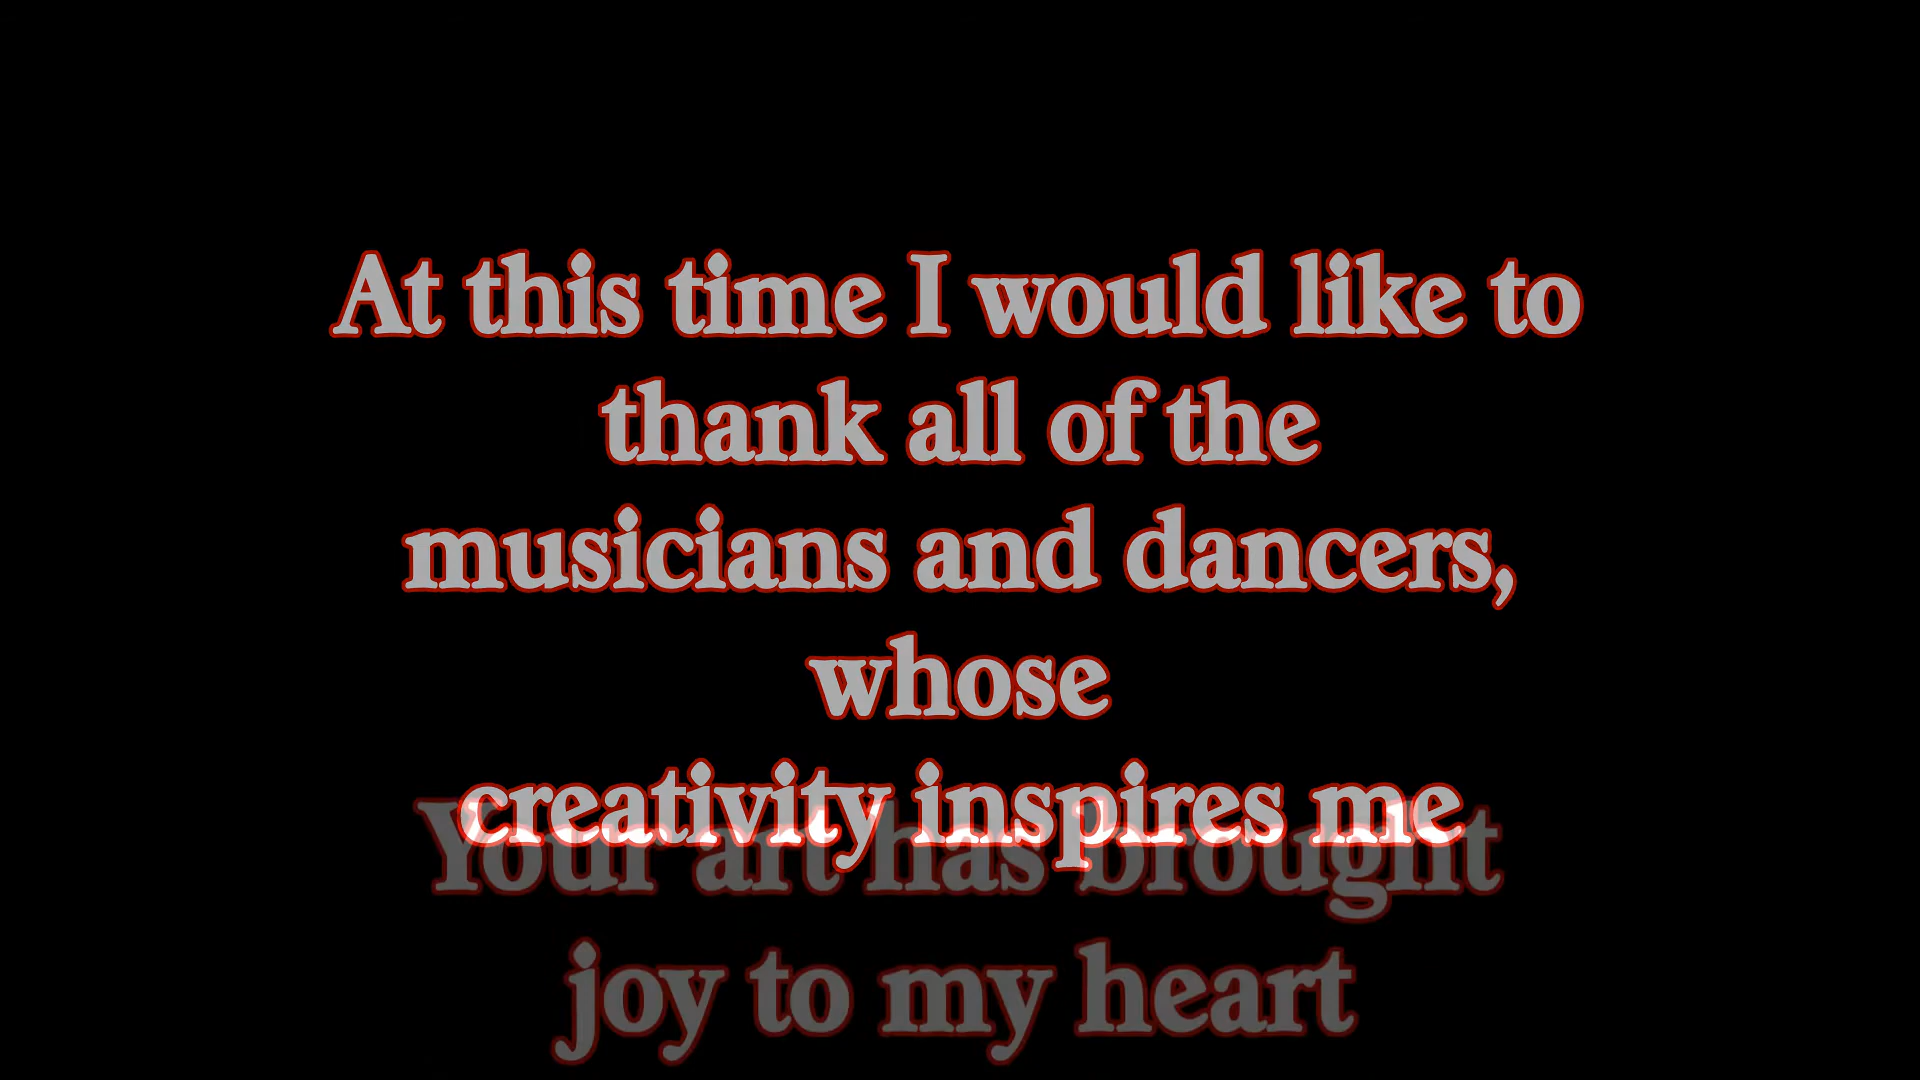 At this time I would like to
thank all of the
musicians and dancers,
whose
creativity inspires me
Your art has brought
joy to my heart